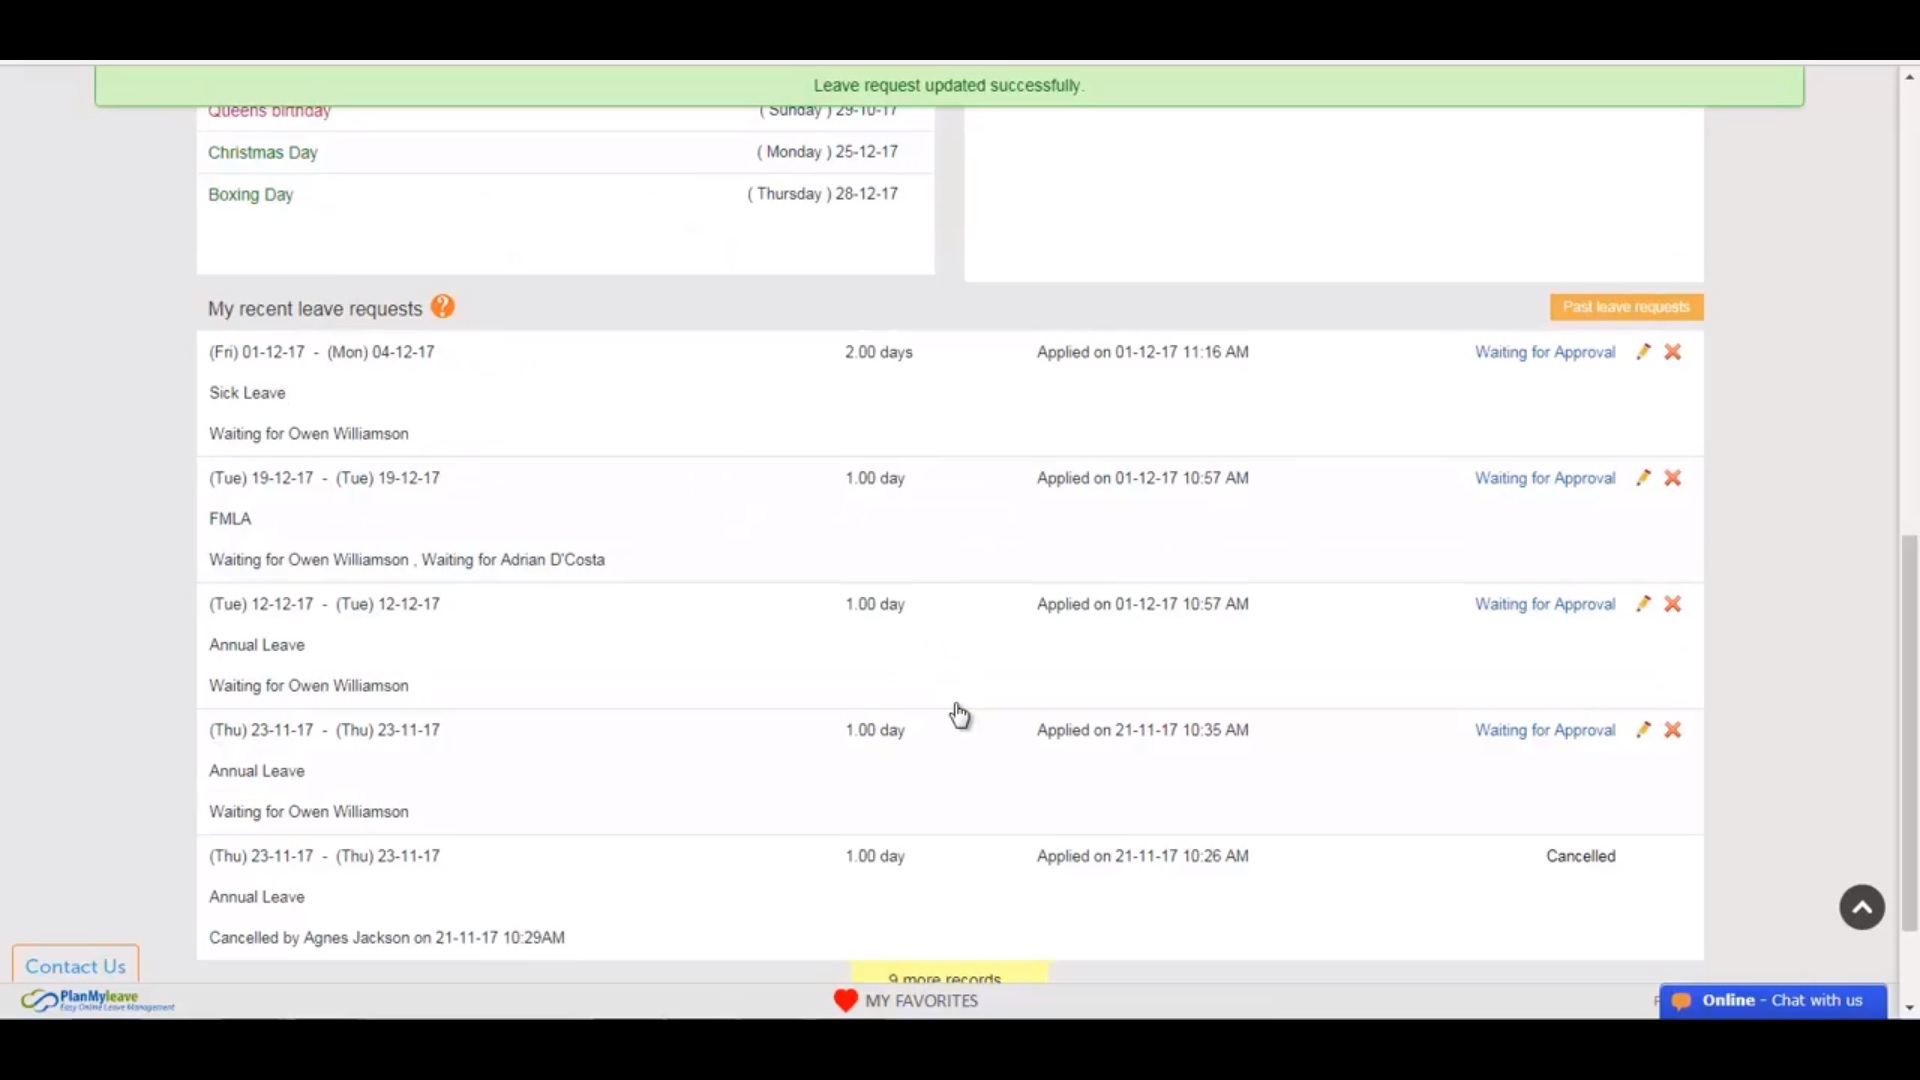 Leave request updated successfully.
Queens birthday ( Sunday ) 29-10-17
Christmas Day ( Monday ) 25-12-17
Boxing Day ( Thursday ) 28-12-17
My recent leave requests ? Past leave requests
(Fri) 01-12-17 - (Mon) 04-12-17 2.00 days Applied on 01-12-17 11:16 AM Waiting for Approval
Sick Leave
Waiting for Owen Williamson
(Tue) 19-12-17 - (Tue) 19-12-17 1.00 day Applied on 01-12-17 10:57 AM Waiting for Approval
FMLA
Waiting for Owen Williamson , Waiting for Adrian D'Costa
(Tue) 12-12-17 - (Tue) 12-12-17 1.00 day Applied on 01-12-17 10:57 AM Waiting for Approval
Annual Leave
Waiting for Owen Williamson
(Thu) 23-11-17 - (Thu) 23-11-17 1.00 day Applied on 21-11-17 10:35 AM Waiting for Approval
Annual Leave
Waiting for Owen Williamson
(Thu) 23-11-17 - (Thu) 23-11-17 1.00 day Applied on 21-11-17 10:26 AM Cancelled
Annual Leave
Cancelled by Agnes Jackson on 21-11-17 10:29AM
Contact Us
9 more records
PlanMyleave
Easy Online Leave Management
MY FAVORITES
Online - Chat with us